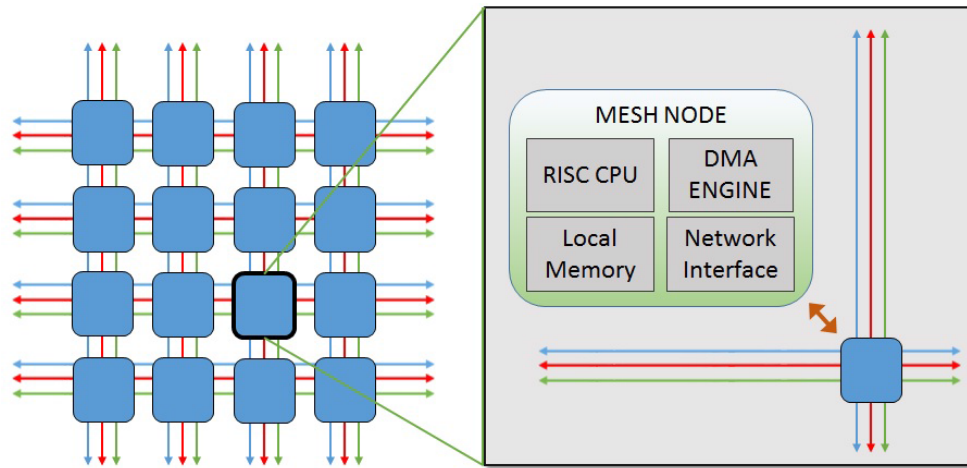 MESH NODE
RISC CPU
DMA
ENGINE
Local
Memory
Network
Interface